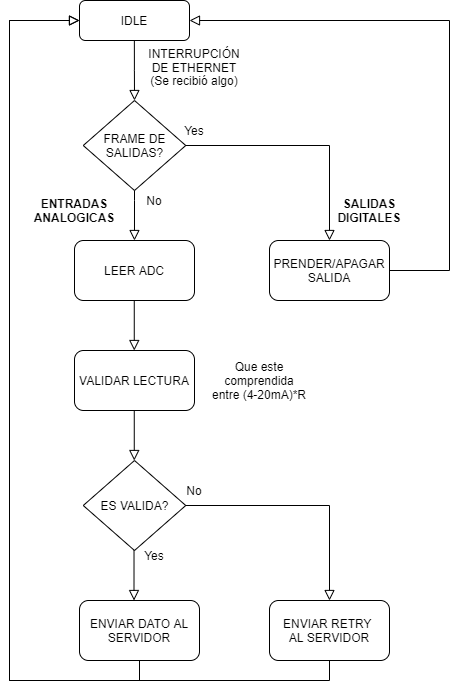 IDLE
INTERRUPCIÓN
DE ETHERNET
(Se recibió algo)
FRAME DE
SALIDAS?
Yes
No
ENTRADAS
ANALOGICAS
SALIDAS
DIGITALES
LEER ADC
PRENDER/APAGAR
SALIDA
VALIDAR LECTURA
Que este
comprendida
entre (4-20mA)*R
ES VALIDA?
No
Yes
ENVIAR DATO AL
SERVIDOR
ENVIAR RETRY
AL SERVIDOR